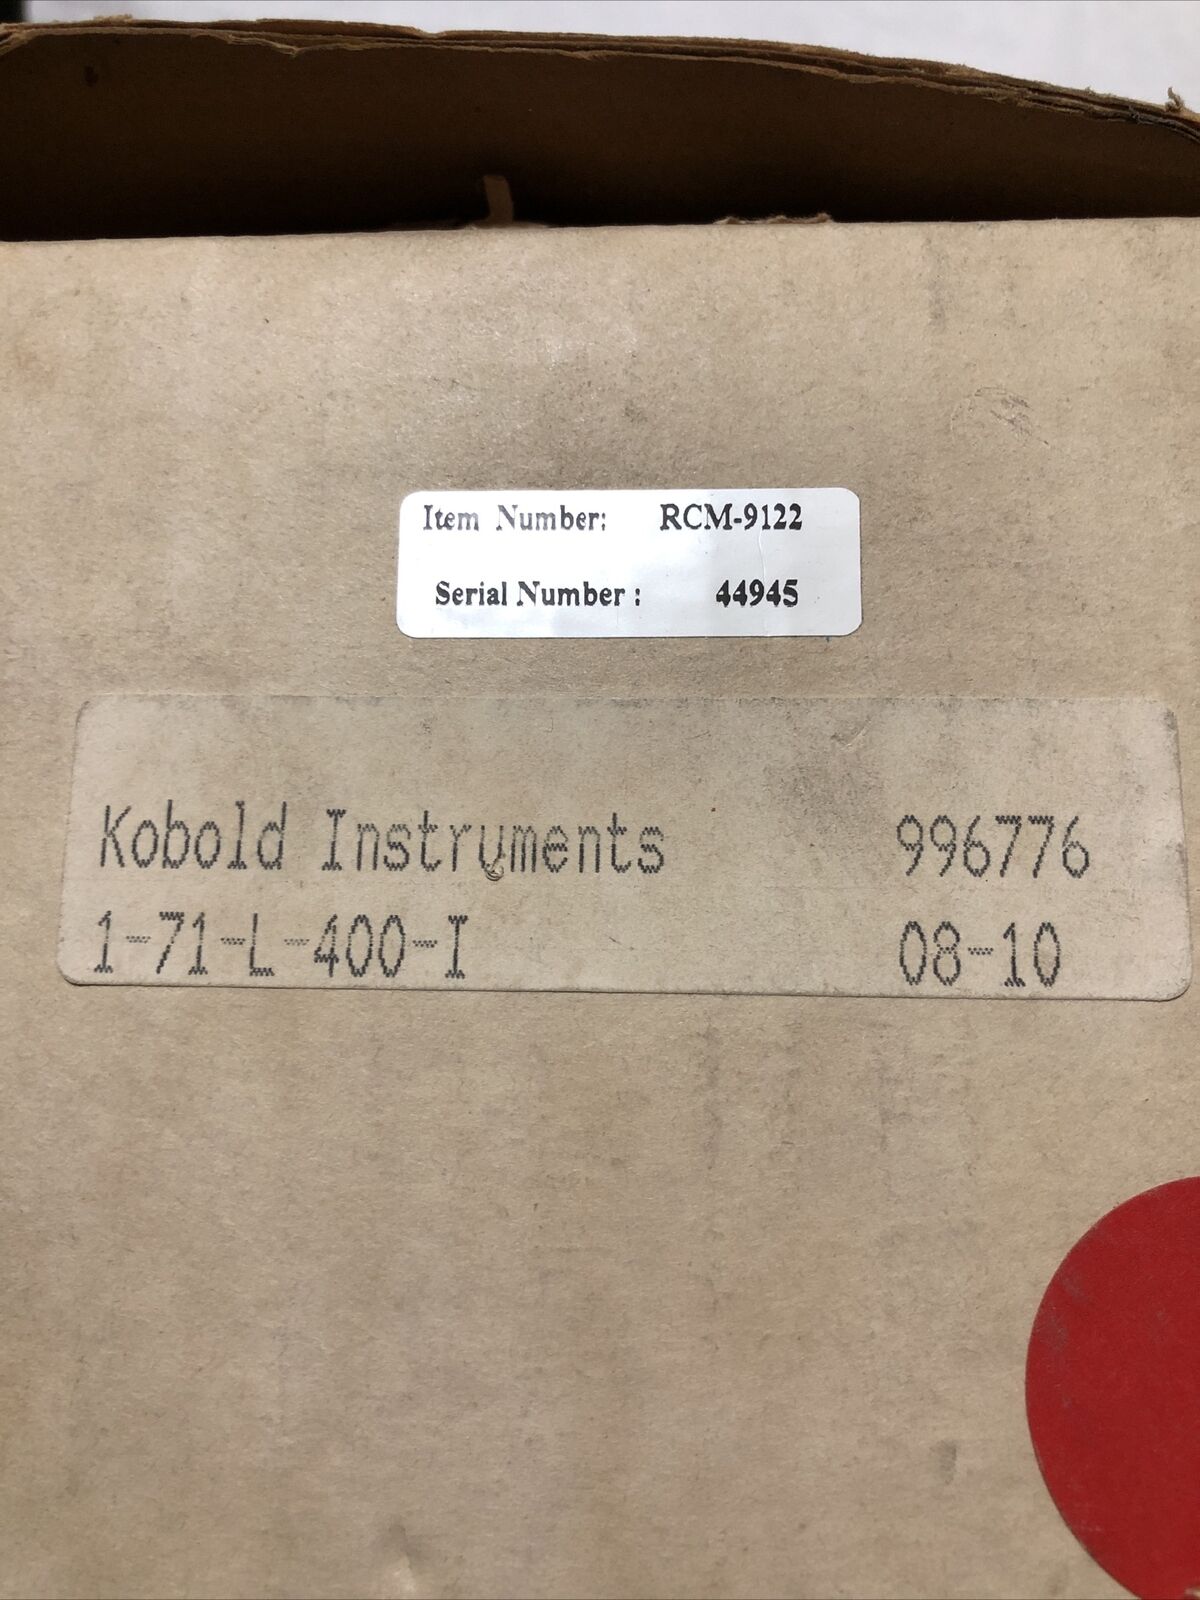 Item Number: RCM-9122
Serial Number : 44945
Kobold Instruments 996776
1-71-L-400-I 08-10